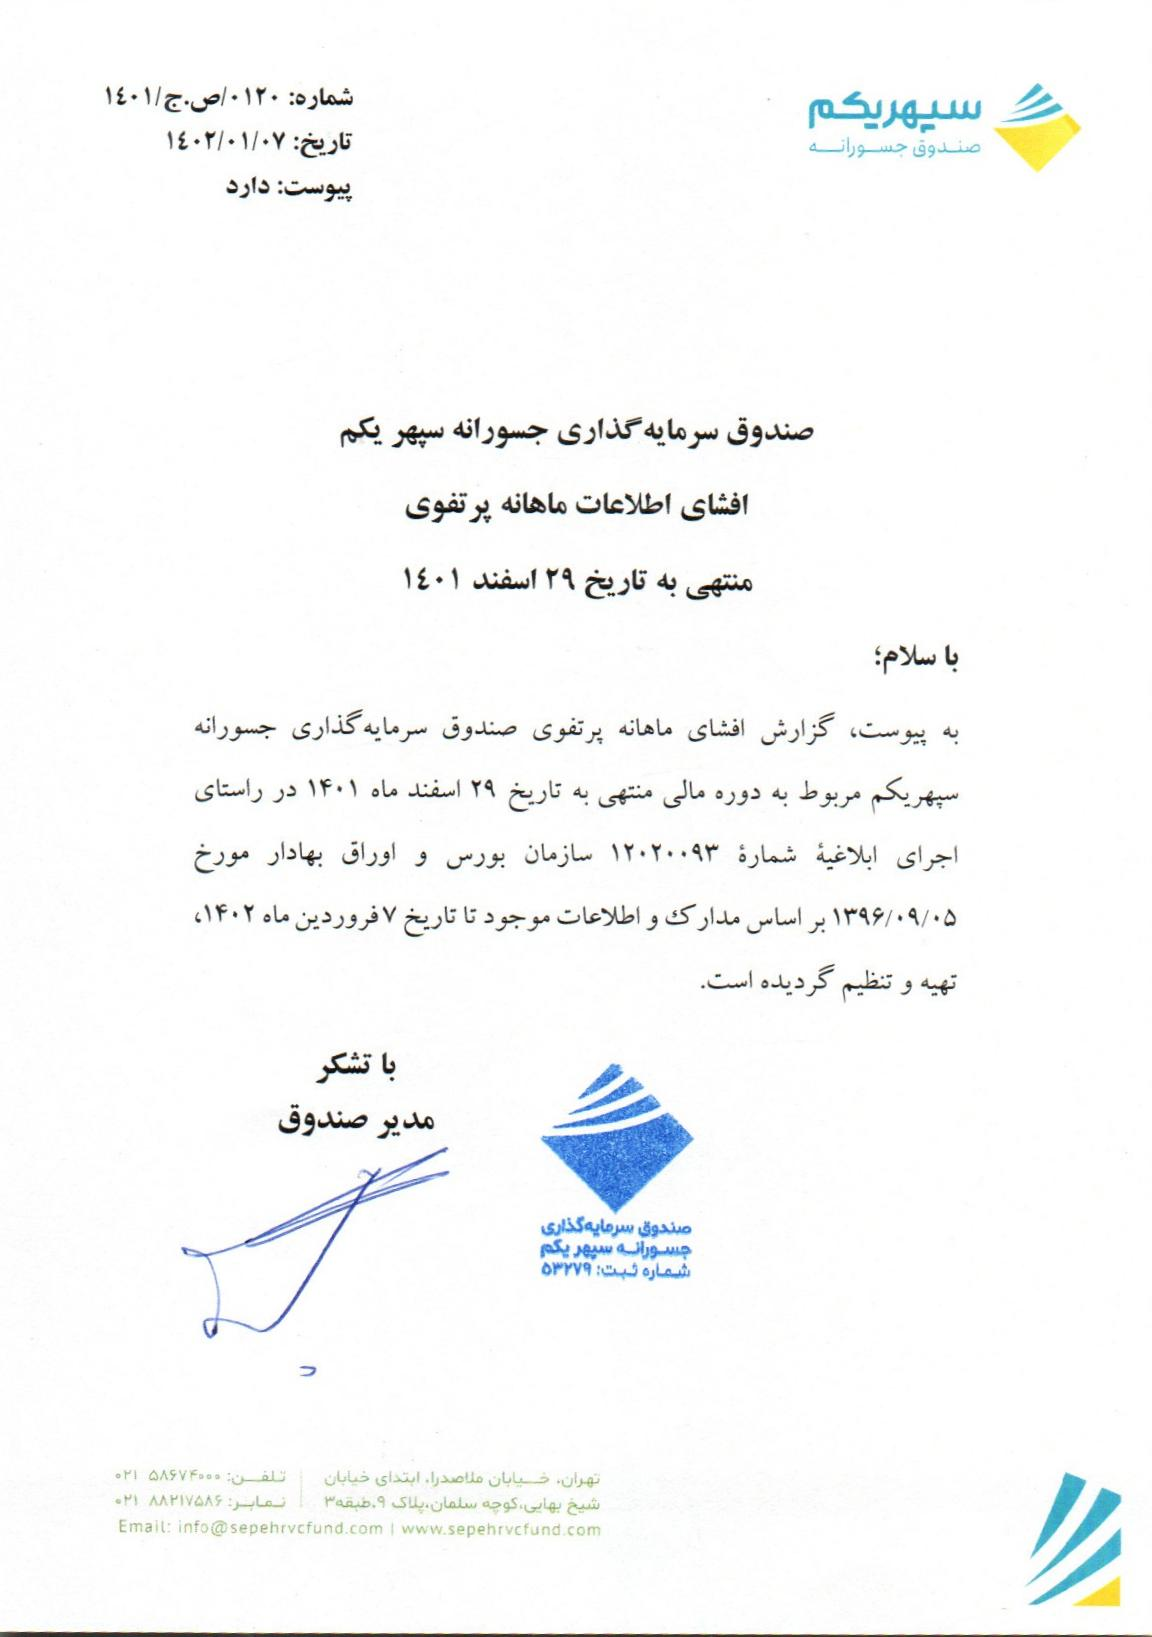 سپهریکم
صندوق جسورانه
شماره: ۰۱۲۰/ص.ج/۱۴۰۱
تاریخ: ۱۴۰۲/۰۱/۰۷
پیوست: دارد
صندوق سرمایه‌گذاری جسورانه سپهر یکم
افشای اطلاعات ماهانه پرتفوی
منتهی به تاریخ ۲۹ اسفند ۱۴۰۱
با سلام؛
به پیوست، گزارش افشای ماهانه پرتفوی صندوق سرمایه‌گذاری جسورانه
سپهریکم مربوط به دوره مالی منتهی به تاریخ ۲۹ اسفند ماه ۱۴۰۱ در راستای
اجرای ابلاغیۀ شمارۀ ۱۲۰۲۰۰۹۳ سازمان بورس و اوراق بهادار مورخ
۱۳۹۶/۰۹/۰۵ بر اساس مدارک و اطلاعات موجود تا تاریخ ۷فروردین ماه ۱۴۰۲،
تهیه و تنظیم گردیده است.
با تشکر
مدیر صندوق
صندوق سرمایه‌گذاری
جسورانه سپهر یکم
شماره ثبت: ۵۳۲۷۹
تهران، خیابان ملاصدرا، ابتدای خیابان
شیخ بهایی،کوچه سلمان،پلاک ۹،طبقه۳
تلفن: ۵۸۶۷۴۰۰۰ ۰۲۱
نمابر: ۸۸۲۱۷۵۸۶ ۰۲۱
Email: info@sepehrvcfund.com | www.sepehrvcfund.com